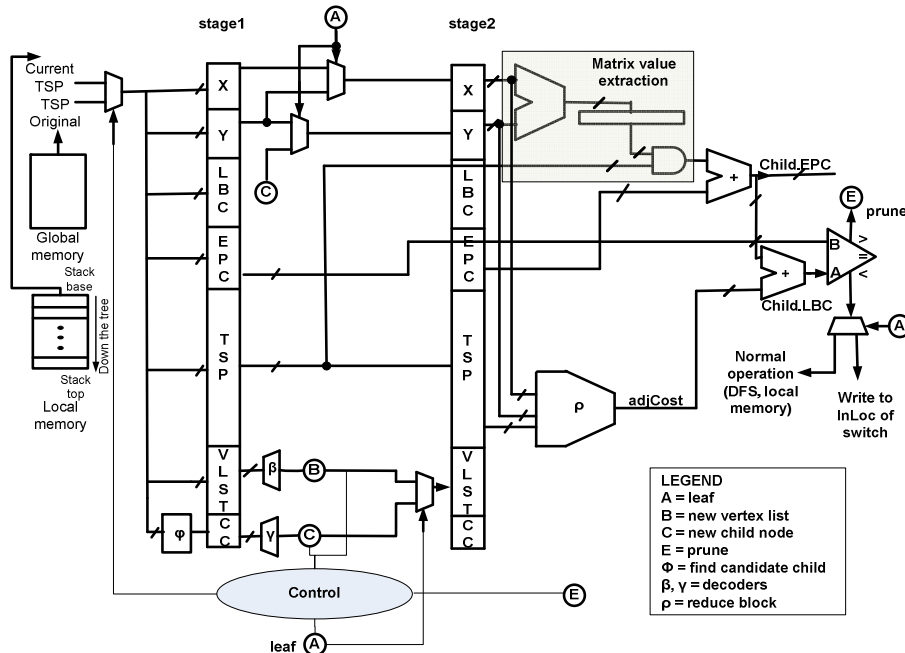 stage1
A
stage2
Current
TSP
TSP
Original
Global
memory
Stack
base
Down the tree
Stack
top
Local
memory
X
Y
L
B
C
E
P
C
T
S
P
V
L
S
T
C
C
φ
C
β
B
γ
C
X
Y
L
B
C
E
P
C
T
S
P
V
L
S
T
C
C
Matrix value
extraction
+
Child.EPC
E
prune
B
A
>
=
<
+
Child.LBC
A
ρ
adjCost
Normal
operation
(DFS, local
memory)
Write to
InLoc of
switch
Control
E
leaf
A
LEGEND
A = leaf
B = new vertex list
C = new child node
E = prune
Φ = find candidate child
β, γ = decoders
ρ = reduce block